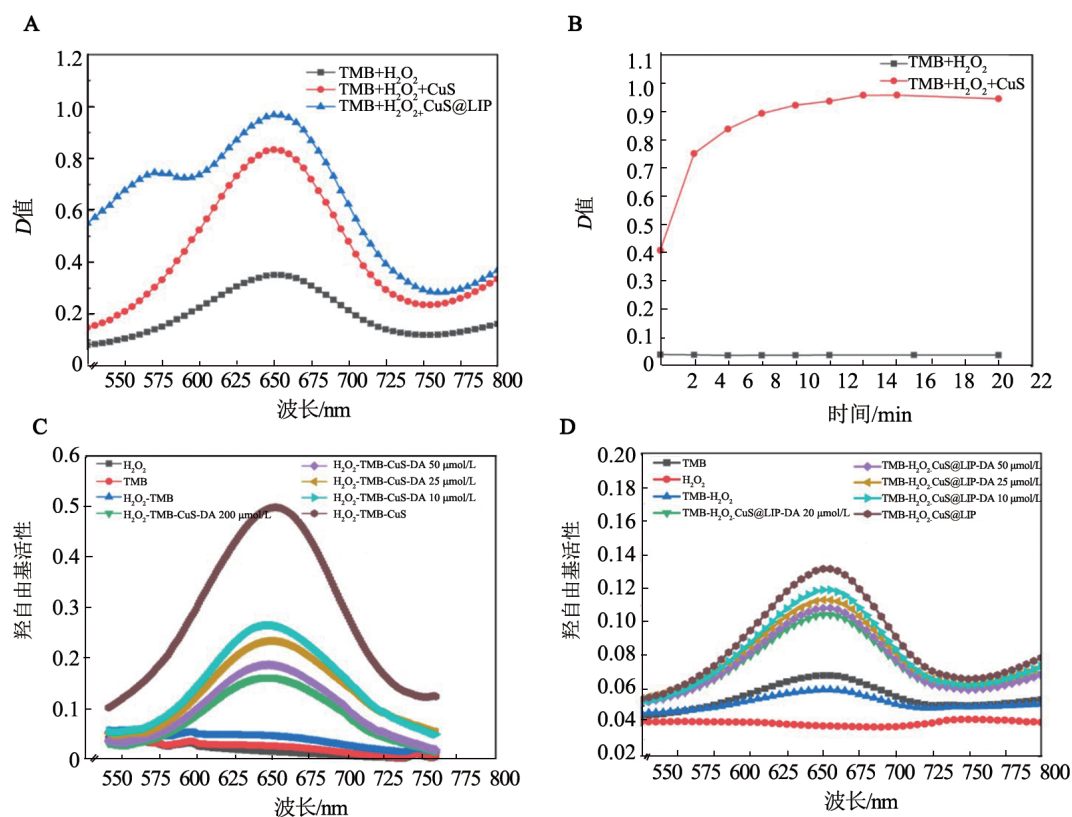 A
1.2
1.0
0.8
0.6
0.4
0.2
0
D值
TMB+H₂O₂
TMB+H₂O₂+CuS
TMB+H₂O₂₊CuS@LIP
550 575 600 625 650 675 700 725 750 775 800
波长/nm
B
1.1
1.0
0.9
0.8
0.7
0.6
0.5
0.4
0.3
0.2
0.1
0
D值
TMB+H₂O₂
TMB+H₂O₂+CuS
2 4 6 8 10 12 13 14 16 18 20 22
时间/min
C
0.6
0.5
0.4
0.3
0.2
0.1
0
羟自由基活性
H₂O₂
TMB
H₂O₂-TMB
H₂O₂-TMB-CuS-DA 200 μmol/L
H₂O₂-TMB-CuS-DA 50 μmol/L
H₂O₂-TMB-CuS-DA 25 μmol/L
H₂O₂-TMB-CuS-DA 10 μmol/L
H₂O₂-TMB-CuS
550 575 600 625 650 675 700 725 750 775 800
波长/nm
D
0.20
0.18
0.16
0.14
0.12
0.10
0.08
0.06
0.04
0.02
羟自由基活性
TMB
H₂O₂
TMB-H₂O₂
TMB-H₂O₂.CuS@LIP-DA 20 μmol/L
TMB-H₂O₂.CuS@LIP-DA 50 μmol/L
TMB-H₂O₂.CuS@LIP-DA 25 μmol/L
TMB-H₂O₂.CuS@LIP-DA 10 μmol/L
TMB-H₂O₂.CuS@LIP
550 575 600 625 650 675 700 725 750 775 800
波长/nm